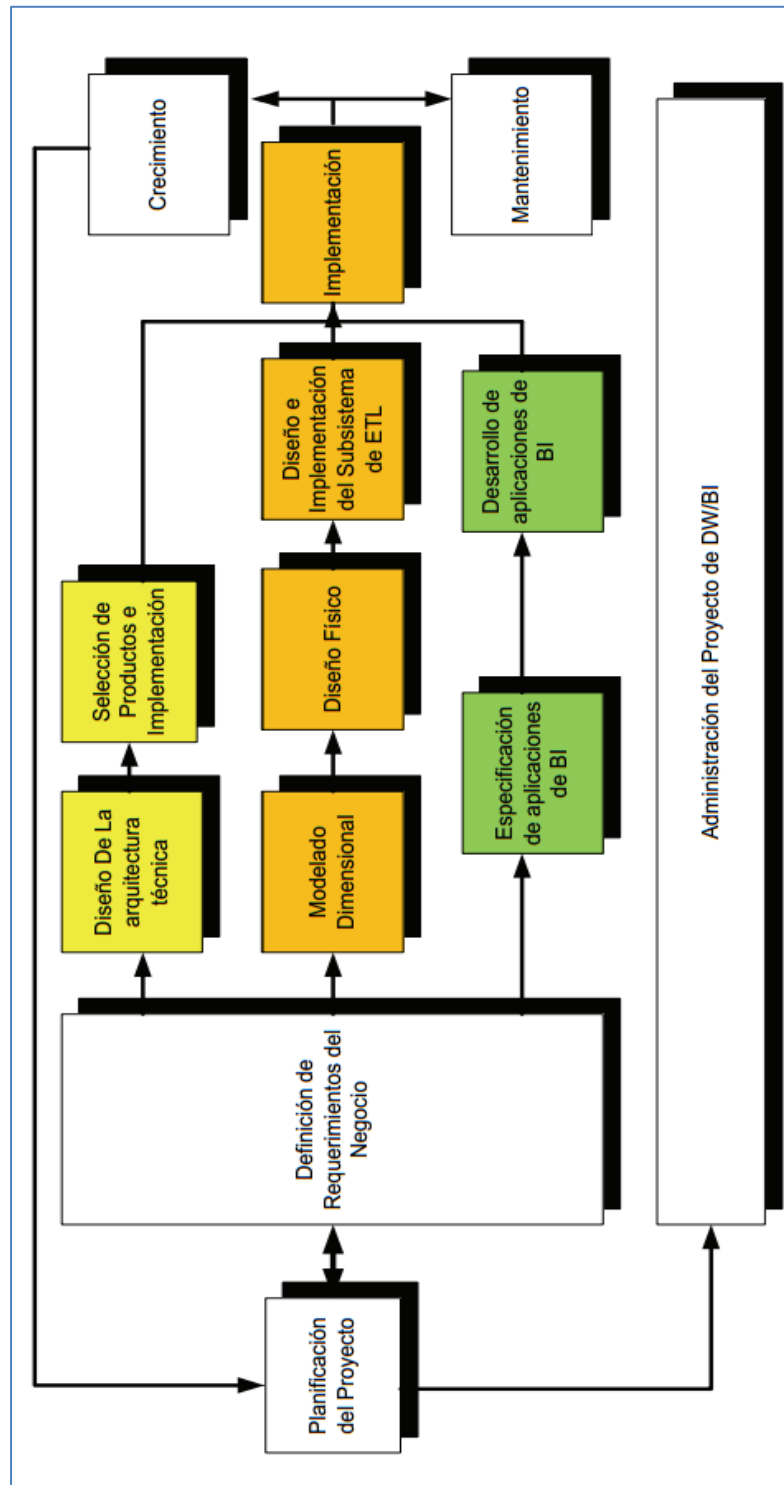 Planificación
del Proyecto
Definición de
Requerimientos del
Negocio
Diseño De La
arquitectura
técnica
Selección de
Productos e
Implementación
Modelado
Dimensional
Diseño Físico
Diseño e
Implementación
del Subsistema
de ETL
Especificación
de aplicaciones
de BI
Desarrollo de
aplicaciones de
BI
Implementación
Crecimiento
Mantenimiento
Administración del Proyecto de DW/BI